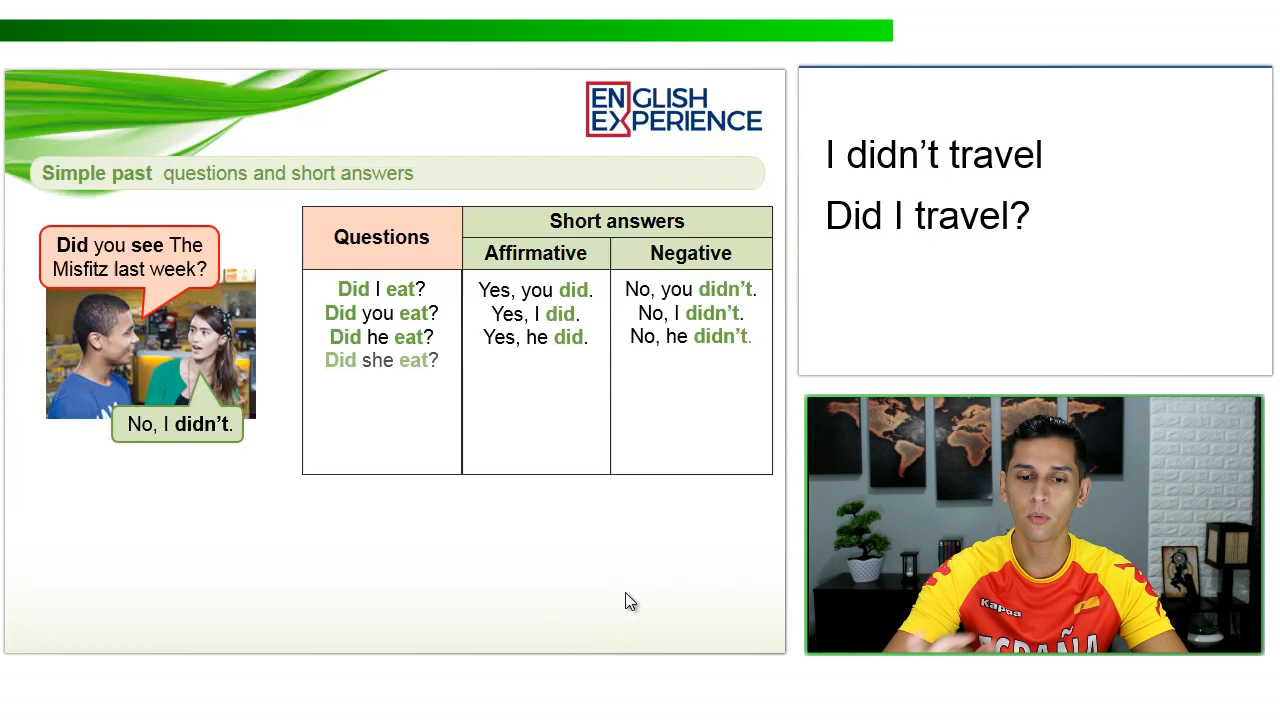 ENGLISH
EXPERIENCE
Simple past questions and short answers
Did you see The
Misfitz last week?
No, I didn’t.
Questions
Short answers
Affirmative
Negative
Did I eat?
Yes, you did.
No, you didn’t.
Did you eat?
Yes, I did.
No, I didn’t.
Did he eat?
Yes, he did.
No, he didn’t.
Did she eat?
I didn’t travel
Did I travel?
Kappa
ESPAÑA